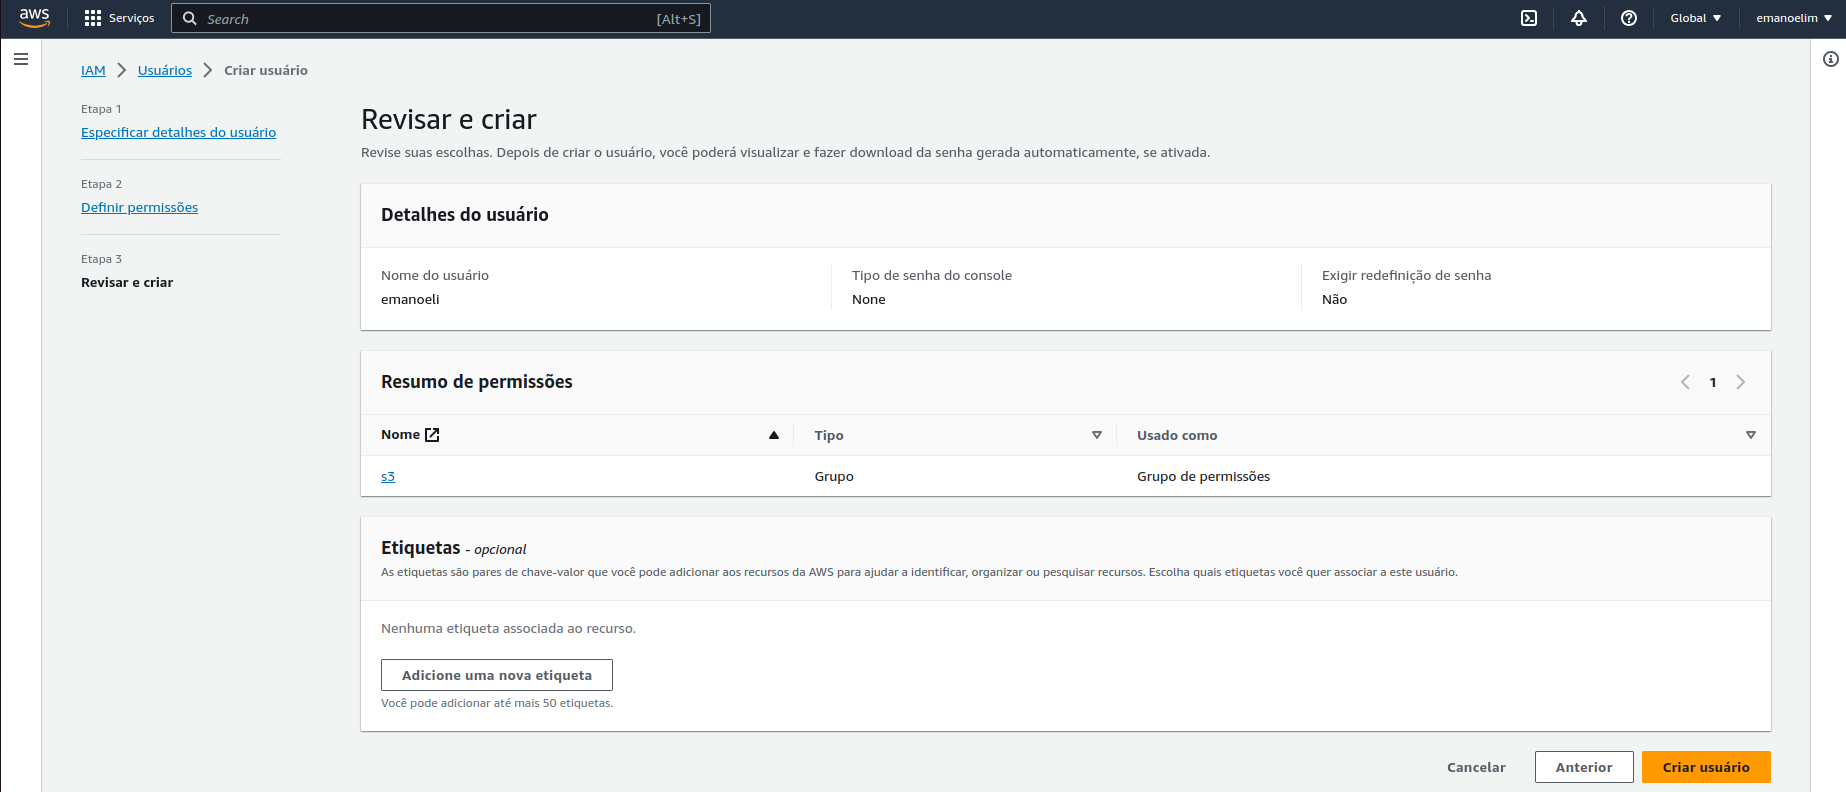 aws
Serviços
Search
[Alt+S]
Global
emanoelim
IAM
Usuários
Criar usuário
Etapa 1
Especificar detalhes do usuário
Etapa 2
Definir permissões
Etapa 3
Revisar e criar
Revisar e criar
Revise suas escolhas. Depois de criar o usuário, você poderá visualizar e fazer download da senha gerada automaticamente, se ativada.
Detalhes do usuário
Nome do usuário
emanoeli
Tipo de senha do console
None
Exigir redefinição de senha
Não
Resumo de permissões
1
Nome
Tipo
Usado como
s3
Grupo
Grupo de permissões
Etiquetas - opcional
As etiquetas são pares de chave-valor que você pode adicionar aos recursos da AWS para ajudar a identificar, organizar ou pesquisar recursos. Escolha quais etiquetas você quer associar a este usuário.
Nenhuma etiqueta associada ao recurso.
Adicione uma nova etiqueta
Você pode adicionar até mais 50 etiquetas.
Cancelar
Anterior
Criar usuário